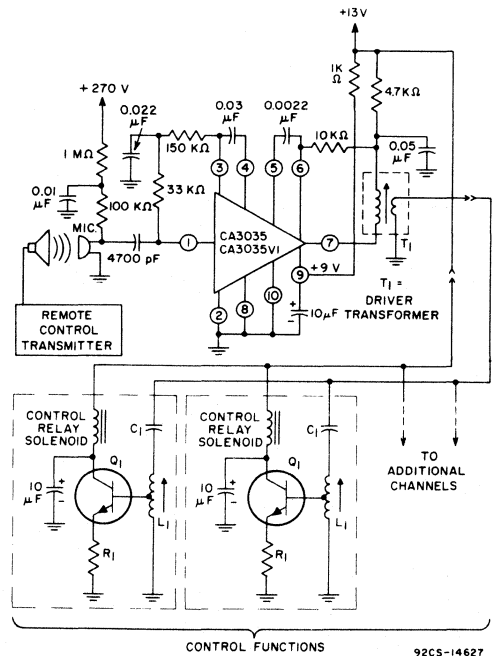 +13V
1K
Ω
4.7KΩ
+270 V
0.022
μF
0.03
μF
0.0022
μF
1 MΩ
150 KΩ
10KΩ
0.05
μF
0.01
μF
100 KΩ
33 KΩ
3
4
5
6
MIC.
4700 pF
1
CA3035
CA3035V1
7
T1
9
+9 V
2
8
10
+
-
10μF
T1 =
DRIVER
TRANSFORMER
REMOTE
CONTROL
TRANSMITTER
CONTROL
RELAY
SOLENOID
C1
Q1
10
μF
+
-
L1
R1
CONTROL
RELAY
SOLENOID
C1
Q1
10
μF
+
-
L1
R1
TO
ADDITIONAL
CHANNELS
CONTROL FUNCTIONS
92CS-14627